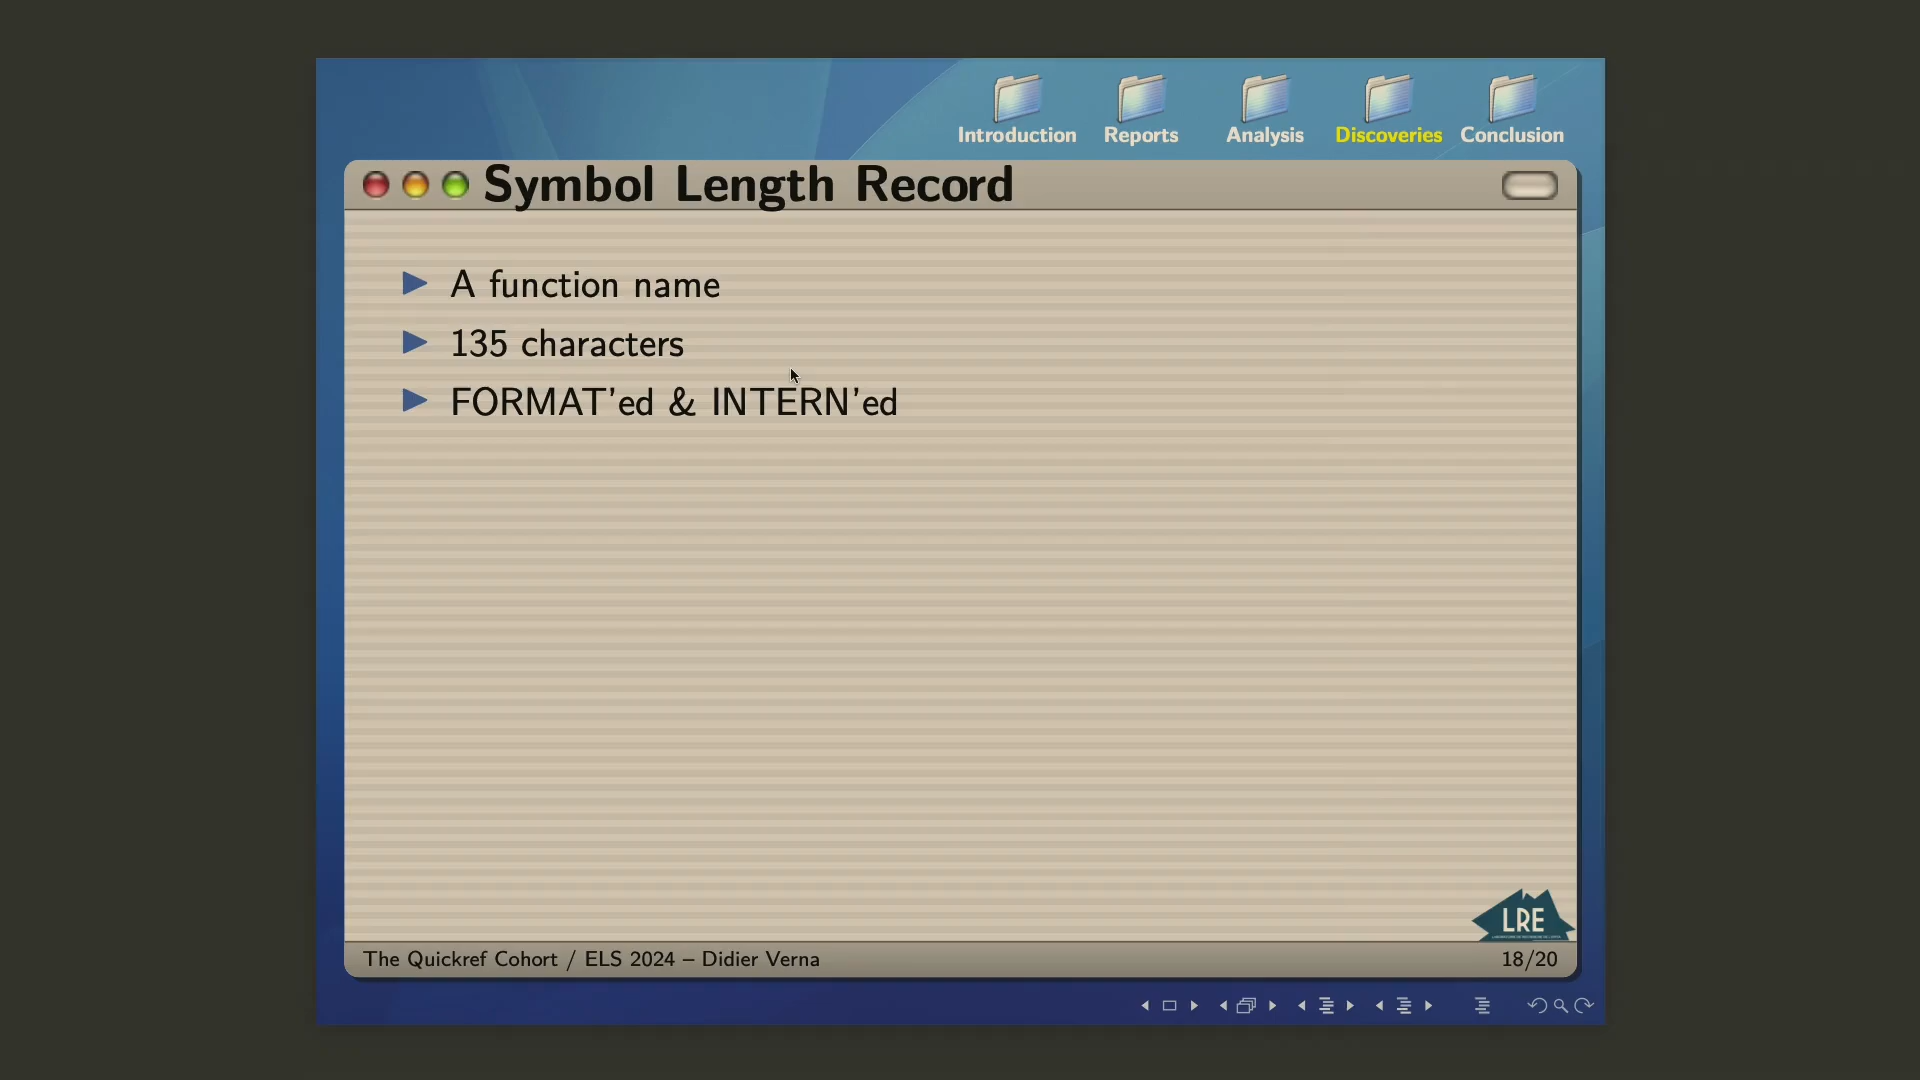 Introduction Reports Analysis Discoveries Conclusion
Symbol Length Record
A function name
135 characters
FORMAT'ed & INTERN'ed
LRE
The Quickref Cohort / ELS 2024 – Didier Verna 18/20